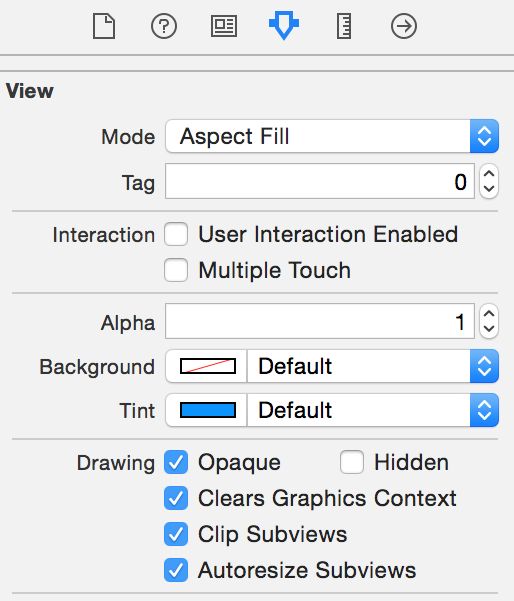 View
Mode Aspect Fill
Tag 0
Interaction User Interaction Enabled
Multiple Touch
Alpha 1
Background Default
Tint Default
Drawing Opaque Hidden
Clears Graphics Context
Clip Subviews
Autoresize Subviews